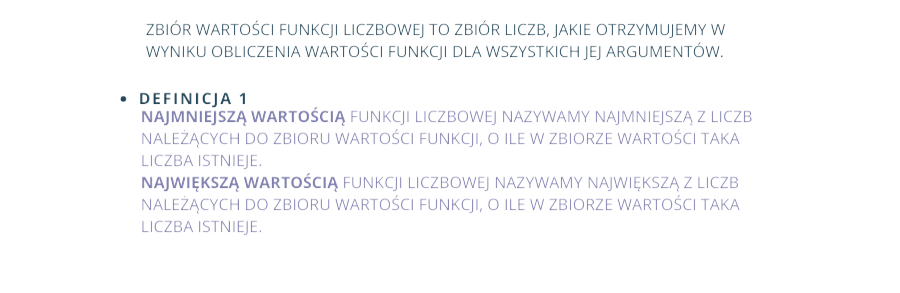 ZBIÓR WARTOŚCI FUNKCJI LICZBOWEJ TO ZBIÓR LICZB, JAKIE OTRZYMUJEMY W
WYNIKU OBLICZENIA WARTOŚCI FUNKCJI DLA WSZYSTKICH JEJ ARGUMENTÓW.
• DEFINICJA 1
NAJMNIEJSZĄ WARTOŚCIĄ FUNKCJI LICZBOWEJ NAZYWAMY NAJMNIEJSZĄ Z LICZB
NALEŻĄCYCH DO ZBIORU WARTOŚCI FUNKCJI, O ILE W ZBIORZE WARTOŚCI TAKA
LICZBA ISTNIEJE.
NAJWIĘKSZĄ WARTOŚCIĄ FUNKCJI LICZBOWEJ NAZYWAMY NAJWIĘKSZĄ Z LICZB
NALEŻĄCYCH DO ZBIORU WARTOŚCI FUNKCJI, O ILE W ZBIORZE WARTOŚCI TAKA
LICZBA ISTNIEJE.